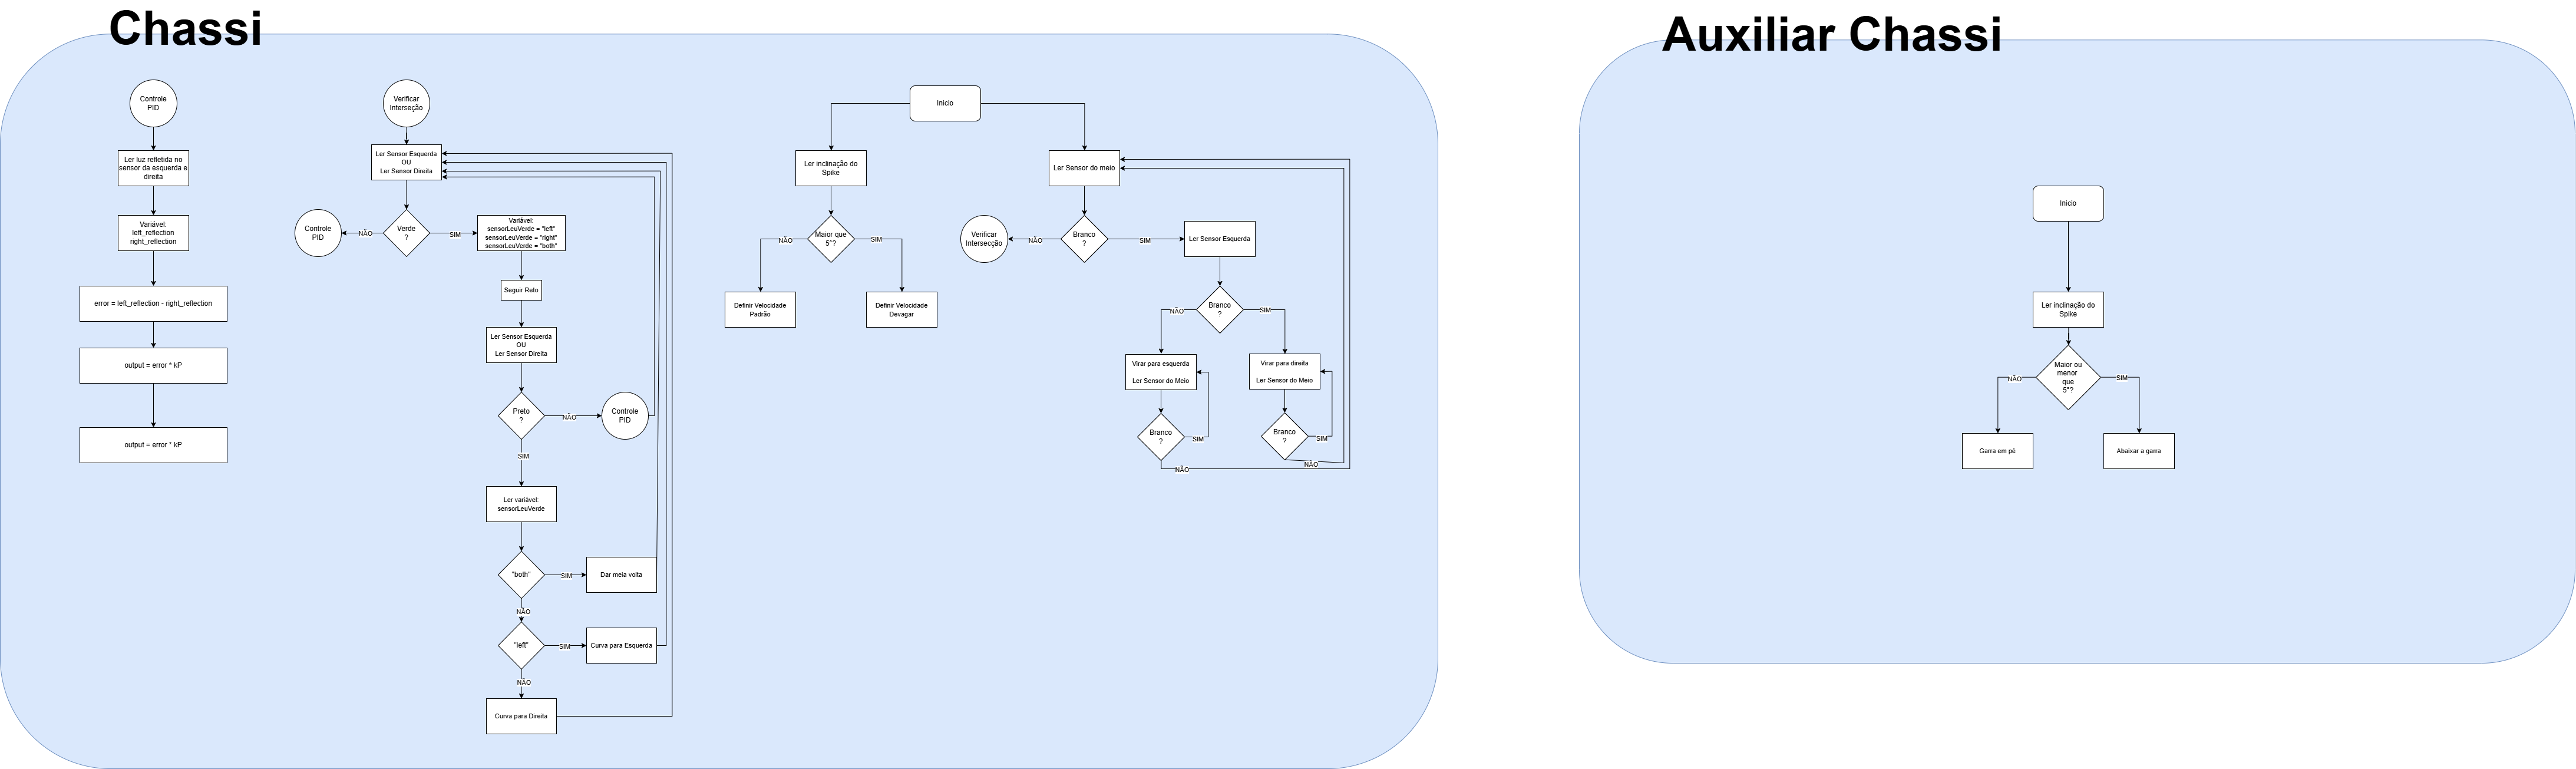 Chassi
Controle
PID
Ler luz refletida no
sensor da esquerda e
direita
Variável:
left_reflection
right_reflection
error = left_reflection - right_reflection
output = error * kP
output = error * kP
Verificar
Interseção
Ler Sensor Esquerda
OU
Ler Sensor Direita
Verde
?
NÃO
Controle
PID
SIM
Variável:
sensorLeuVerde = "left"
sensorLeuVerde = "right"
sensorLeuVerde = "both"
Seguir Reto
Ler Sensor Esquerda
OU
Ler Sensor Direita
Preto
?
NÃO
Controle
PID
SIM
Ler variável:
sensorLeuVerde
"both"
SIM
Dar meia volta
NÃO
"left"
SIM
Curva para Esquerda
NÃO
Curva para Direita
Inicio
Ler inclinação do
Spike
Maior que
5°?
NÃO
SIM
Definir Velocidade
Padrão
Definir Velocidade
Devagar
Ler Sensor do meio
Branco
?
NÃO
Verificar
Intersecção
SIM
Ler Sensor Esquerda
Branco
?
NÃO
SIM
Virar para esquerda
Ler Sensor do Meio
Branco
?
SIM
NÃO
Virar para direita
Ler Sensor do Meio
Branco
?
SIM
NÃO
Auxiliar Chassi
Inicio
Ler inclinação do
Spike
Maior ou
menor
que
5°?
NÃO
SIM
Garra em pé
Abaixar a garra